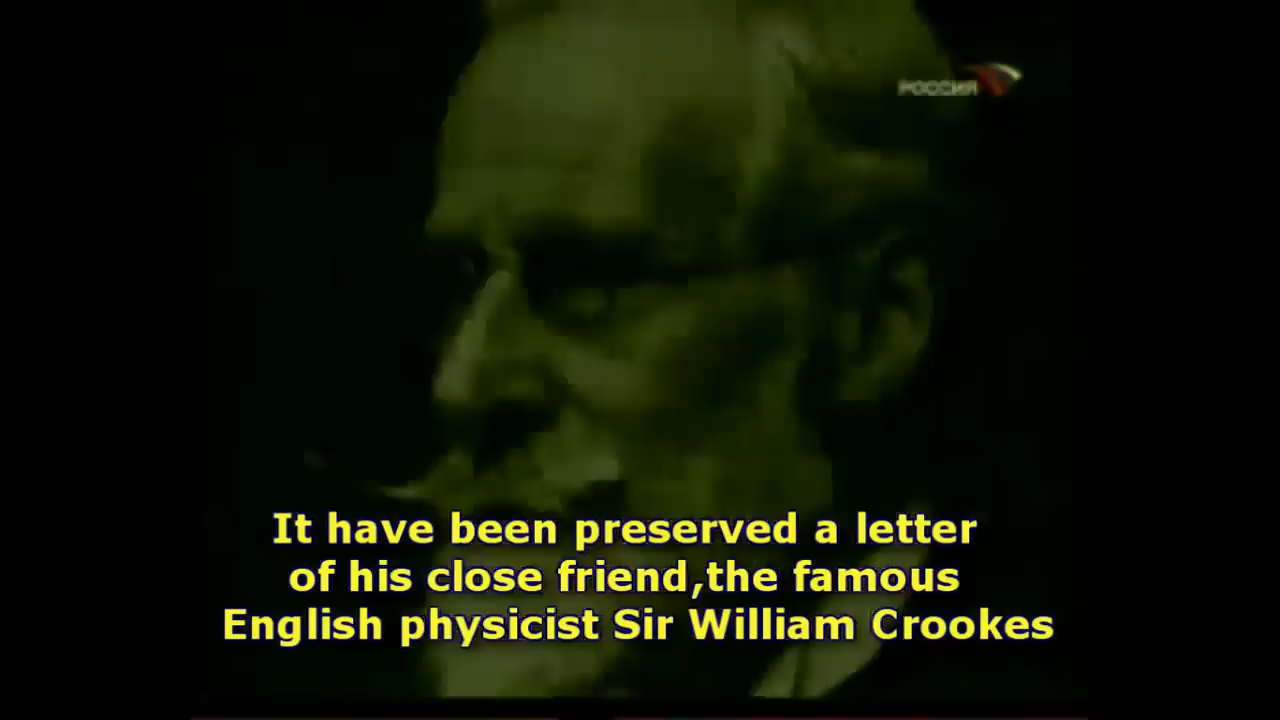 РОССИЯ
It have been preserved a letter
of his close friend,the famous
English physicist Sir William Crookes